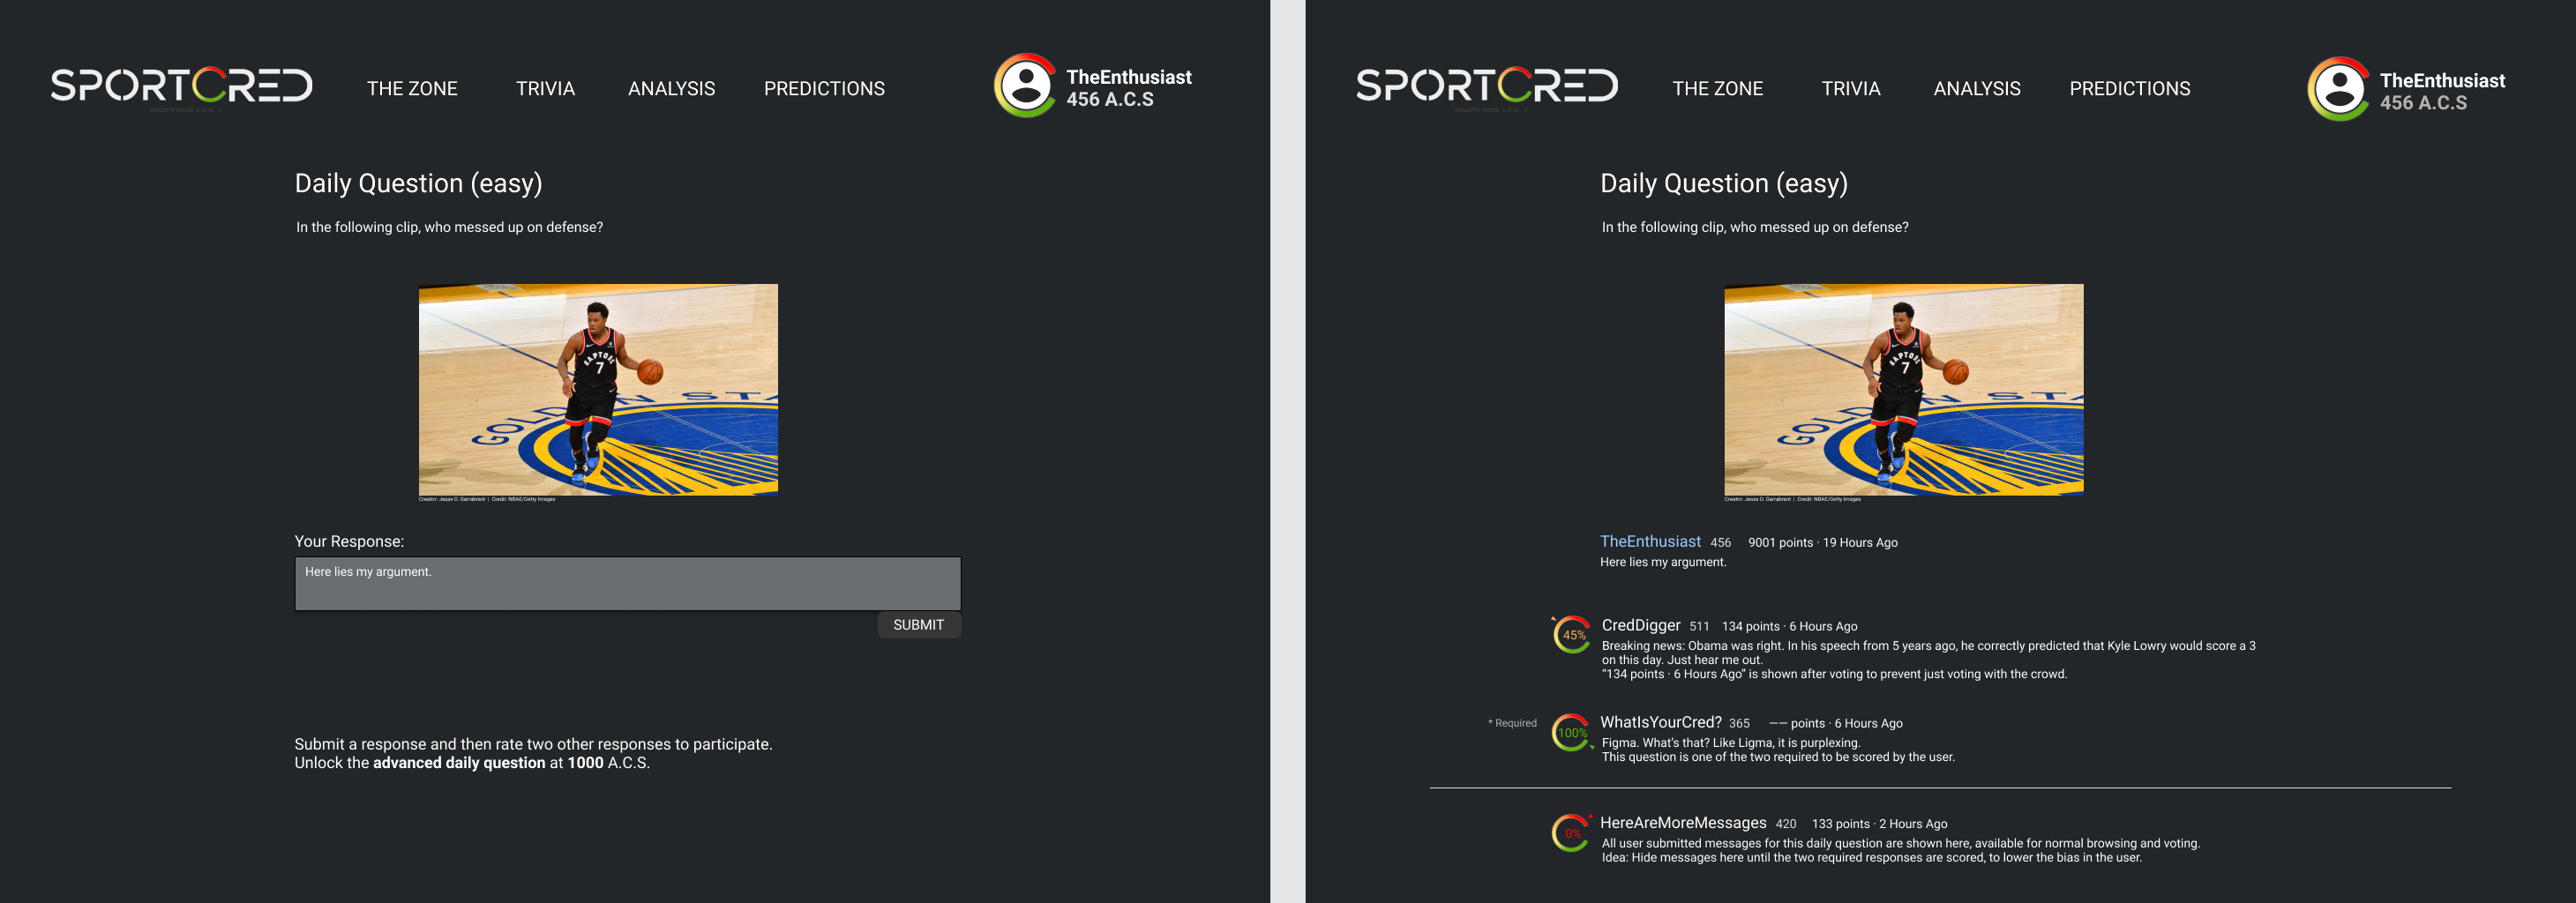 SPORTCRED
THE ZONE
TRIVIA
ANALYSIS
PREDICTIONS
TheEnthusiast
456 A.C.S
Daily Question (easy)
In the following clip, who messed up on defense?
RAPTORS
7
GOLDEN STA
Creator: Jesse D. Garrabrant | Credit: NBAE/Getty Images
Your Response:
Here lies my argument.
SUBMIT
Submit a response and then rate two other responses to participate.
Unlock the advanced daily question at 1000 A.C.S.
SPORTCRED
THE ZONE
TRIVIA
ANALYSIS
PREDICTIONS
TheEnthusiast
456 A.C.S
Daily Question (easy)
In the following clip, who messed up on defense?
RAPTORS
7
GOLDEN STA
Creator: Jesse D. Garrabrant | Credit: NBAE/Getty Images
TheEnthusiast 456 9001 points · 19 Hours Ago
Here lies my argument.
45%
CredDigger 511 134 points · 6 Hours Ago
Breaking news: Obama was right. In his speech from 5 years ago, he correctly predicted that Kyle Lowry would score a 3
on this day. Just hear me out.
“134 points · 6 Hours Ago” is shown after voting to prevent just voting with the crowd.
* Required
100%
WhatIsYourCred? 365 –– points · 6 Hours Ago
Figma. What’s that? Like Ligma, it is purplexing.
This question is one of the two required to be scored by the user.
0%
HereAreMoreMessages 420 133 points · 2 Hours Ago
All user submitted messages for this daily question are shown here, available for normal browsing and voting.
Idea: Hide messages here until the two required responses are scored, to lower the bias in the user.